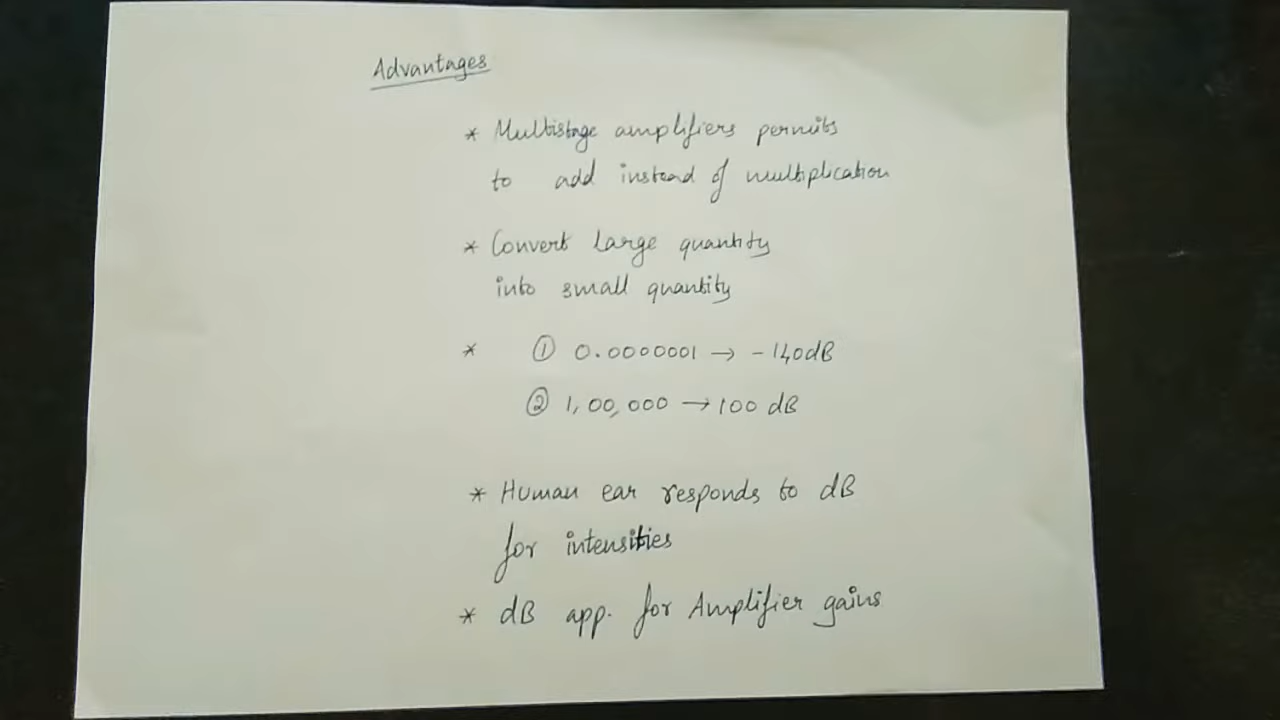 Advantages
* Multistage amplifiers permits
to add instead of multiplication
* Convert large quantity
into small quantity
* ① 0.0000001 → -140dB
② 1,00,000 → 100 dB
* Human ear responds to dB
for intensities
* dB app. for Amplifier gains